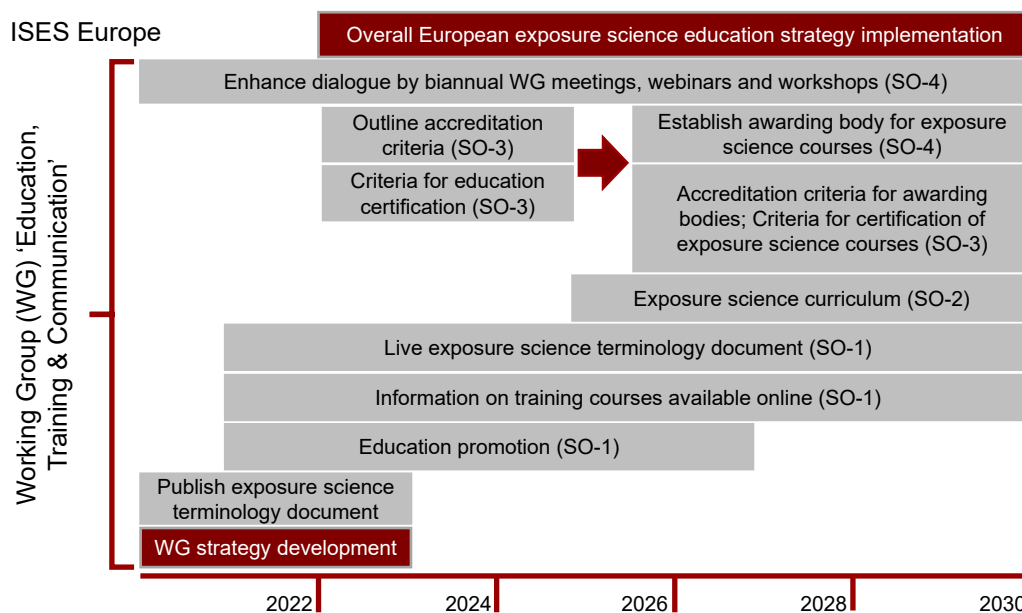 ISES Europe
Overall European exposure science education strategy implementation
Working Group (WG) ‘Education,
Training & Communication’
Enhance dialogue by biannual WG meetings, webinars and workshops (SO-4)
Outline accreditation
criteria (SO-3)
Establish awarding body for exposure
science courses (SO-4)
Criteria for education
certification (SO-3)
Accreditation criteria for awarding
bodies; Criteria for certification of
exposure science courses (SO-3)
Exposure science curriculum (SO-2)
Live exposure science terminology document (SO-1)
Information on training courses available online (SO-1)
Education promotion (SO-1)
Publish exposure science
terminology document
WG strategy development
2022 2024 2026 2028 2030